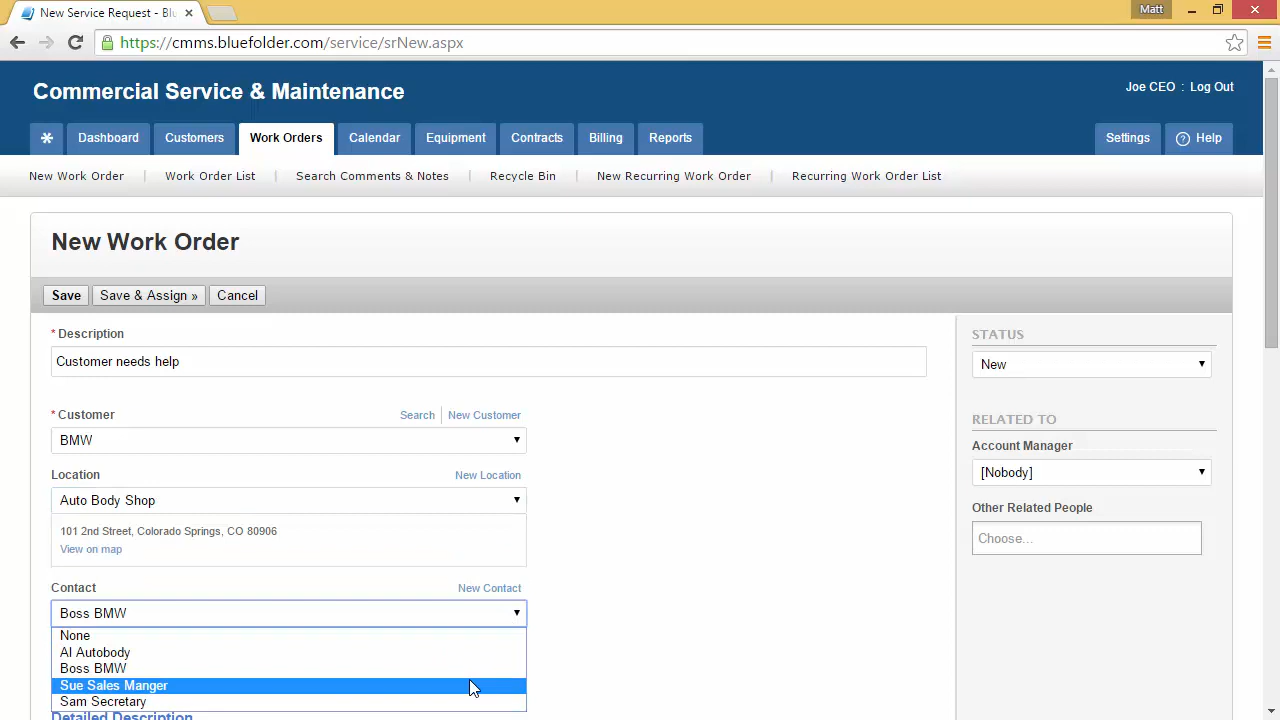 New Service Request - Blu
Matt
https://cmms.bluefolder.com/service/srNew.aspx
Commercial Service & Maintenance
Joe CEO : Log Out
Dashboard Customers Work Orders Calendar Equipment Contracts Billing Reports Settings ? Help
New Work Order Work Order List Search Comments & Notes Recycle Bin New Recurring Work Order Recurring Work Order List
New Work Order
Save Save & Assign » Cancel
* Description
Customer needs help
* Customer Search New Customer
BMW
Location New Location
Auto Body Shop
101 2nd Street, Colorado Springs, CO 80906
View on map
Contact New Contact
Boss BMW
None
Al Autobody
Boss BMW
Sue Sales Manger
Sam Secretary
Detailed Description
STATUS
New
RELATED TO
Account Manager
[Nobody]
Other Related People
Choose...